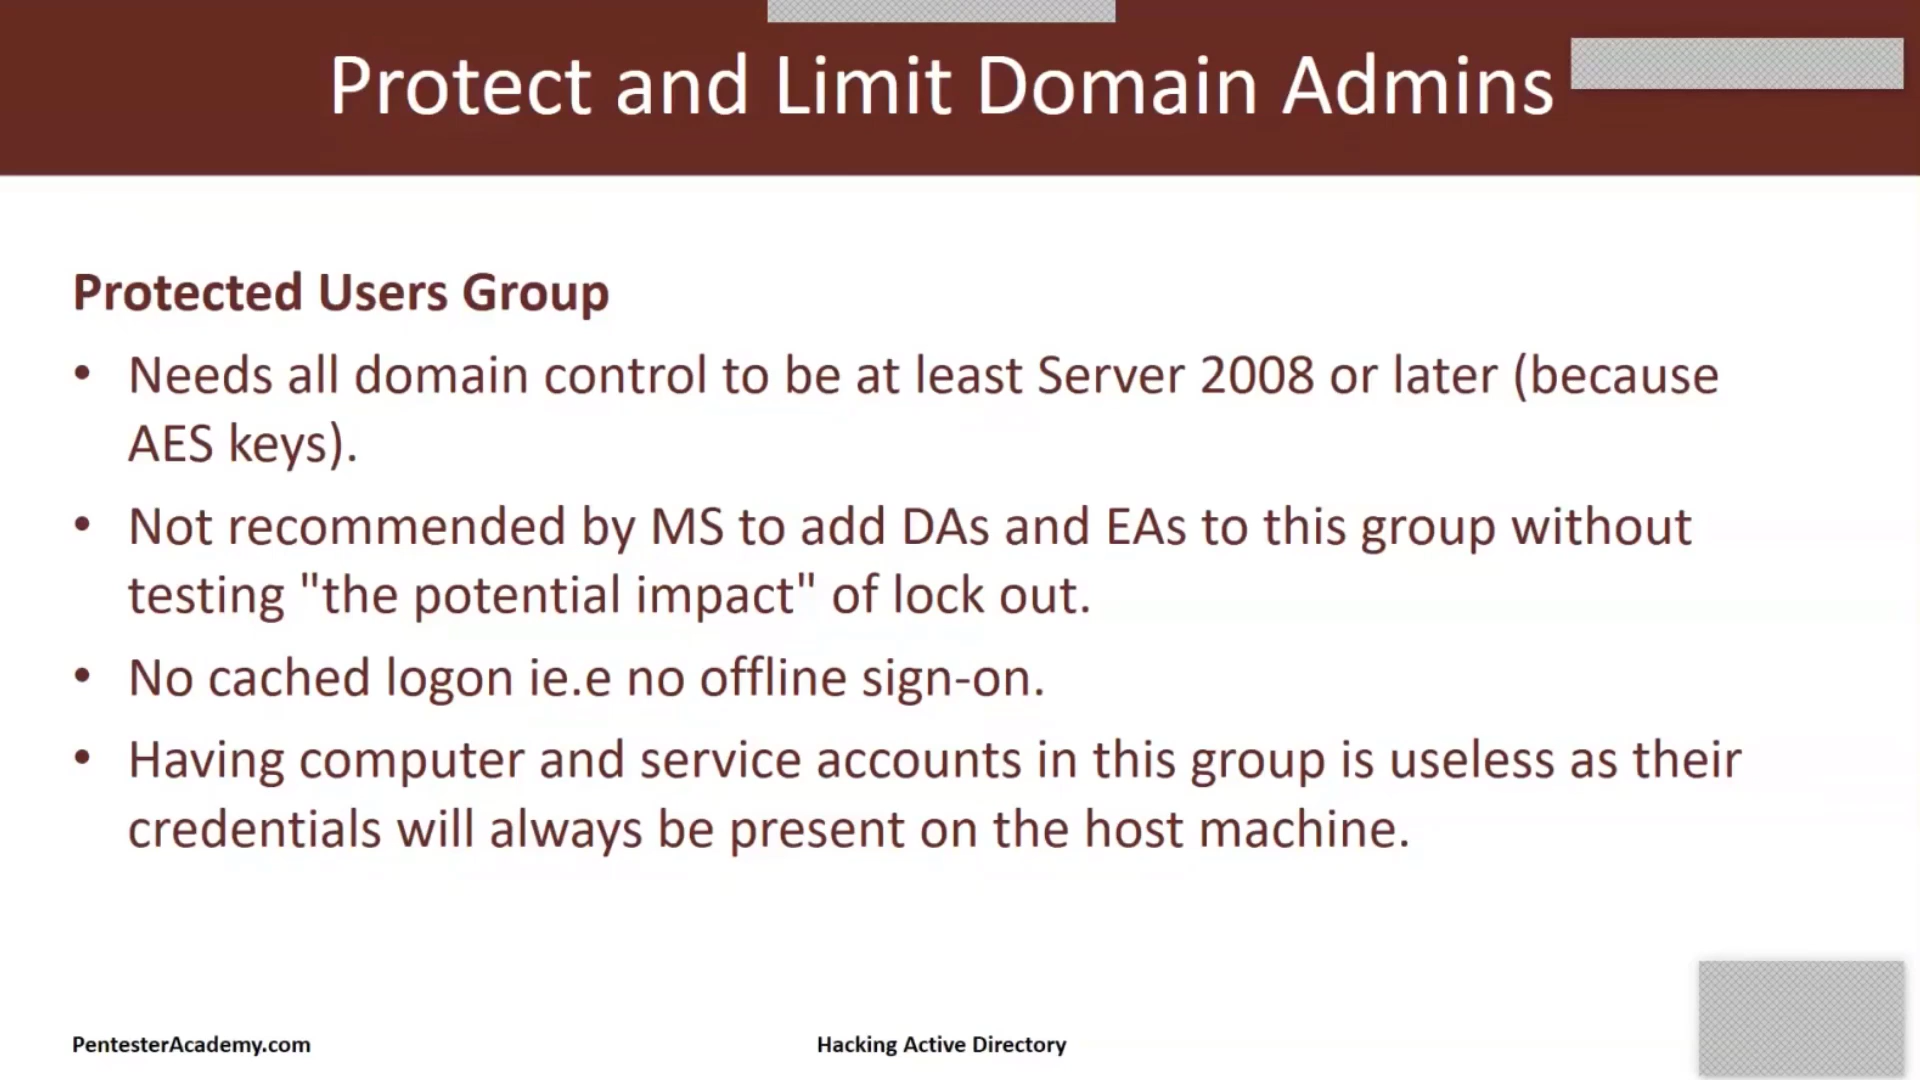 Protect and Limit Domain Admins
Protected Users Group
• Needs all domain control to be at least Server 2008 or later (because
AES keys).
• Not recommended by MS to add DAs and EAs to this group without
testing "the potential impact" of lock out.
• No cached logon ie.e no offline sign-on.
• Having computer and service accounts in this group is useless as their
credentials will always be present on the host machine.
PentesterAcademy.com
Hacking Active Directory